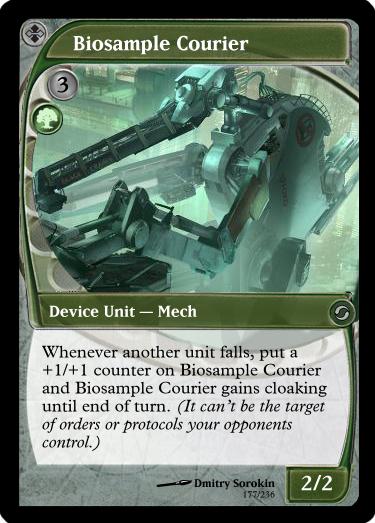 Biosample Courier
3
Device Unit — Mech
Whenever another unit falls, put a
+1/+1 counter on Biosample Courier
and Biosample Courier gains cloaking
until end of turn. (It can't be the target
of orders or protocols your opponents
control.)
Dmitry Sorokin
177/236
2/2